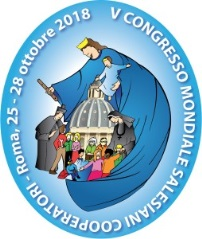 Roma, 25 - 28 ottobre 2018
V CONGRESSO MONDIALE SALESIANI COOPERATORI -